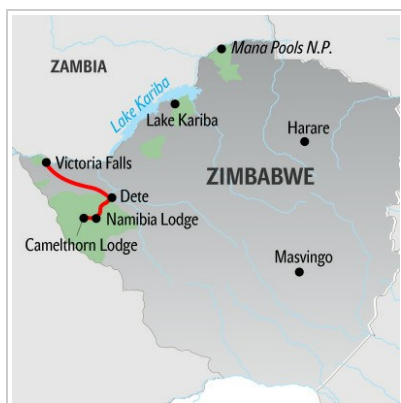 Mana Pools N.P.
ZAMBIA
Lake Kariba
Lake Kariba
Harare
Victoria Falls
ZIMBABWE
Dete
Namibia Lodge
Camelthorn Lodge
Masvingo